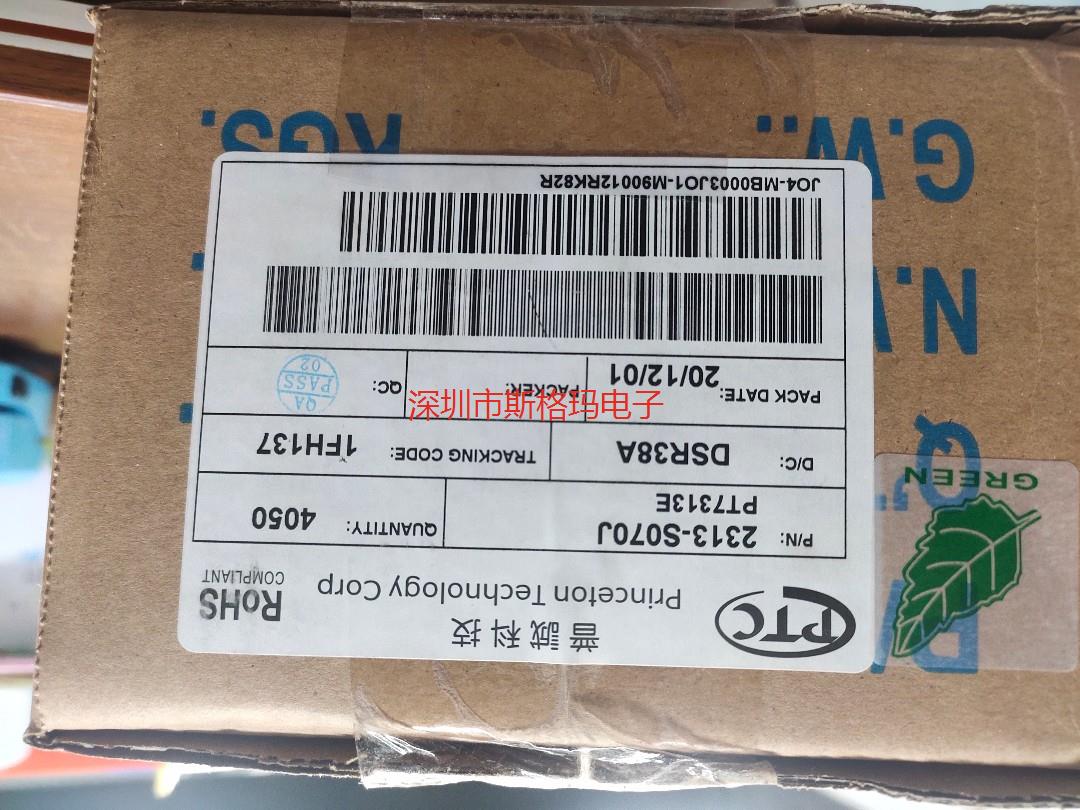 PTC
普誠科技
Princeton Technology Corp
RoHS
COMPLIANT
P/N: 2313-S070J
PT7313E
QUANTITY: 4050
D/C: DSR38A
TRACKING CODE: 1FH137
PACK DATE: 20/12/01
PACKER:
QC:
QA
PASS
02
JO4-MB0003JO1-M90012RK82R
GREEN
G.W.:
KGS.
深圳市斯格玛电子